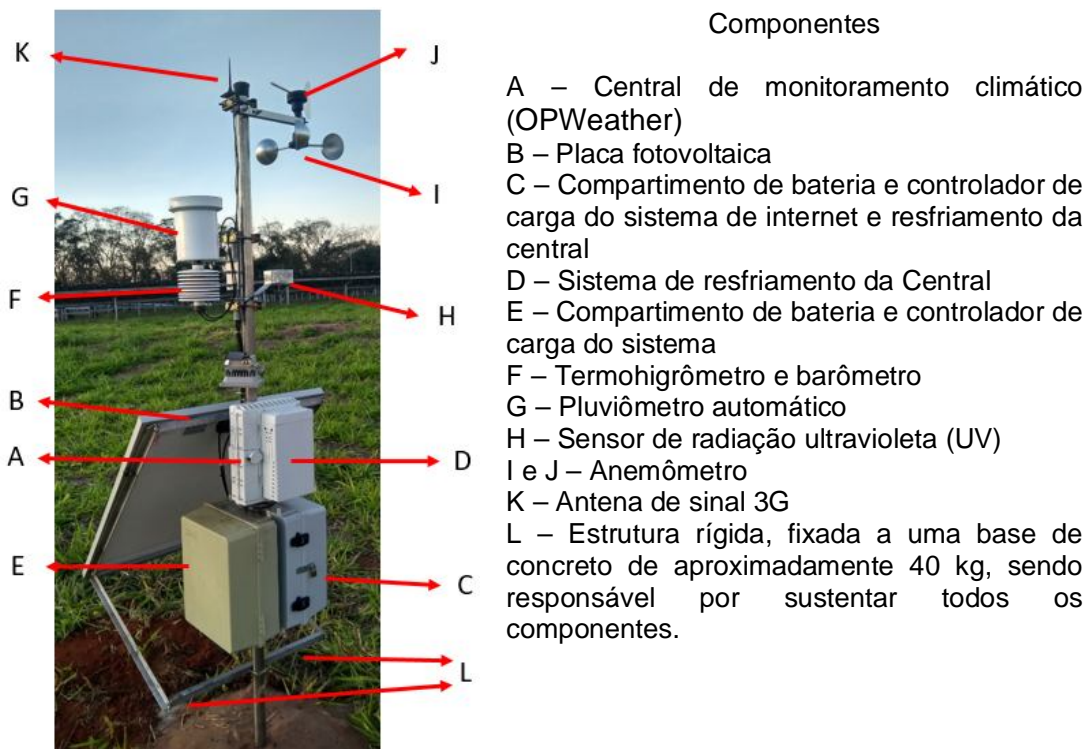 Componentes
A – Central de monitoramento climático
(OPWeather)
B – Placa fotovoltaica
C – Compartimento de bateria e controlador de
carga do sistema de internet e resfriamento da
central
D – Sistema de resfriamento da Central
E – Compartimento de bateria e controlador de
carga do sistema
F – Termohigrômetro e barômetro
G – Pluviômetro automático
H – Sensor de radiação ultravioleta (UV)
I e J – Anemômetro
K – Antena de sinal 3G
L – Estrutura rígida, fixada a uma base de
concreto de aproximadamente 40 kg, sendo
responsável por sustentar todos os
componentes.
K
J
I
G
F
H
B
A
D
E
C
L